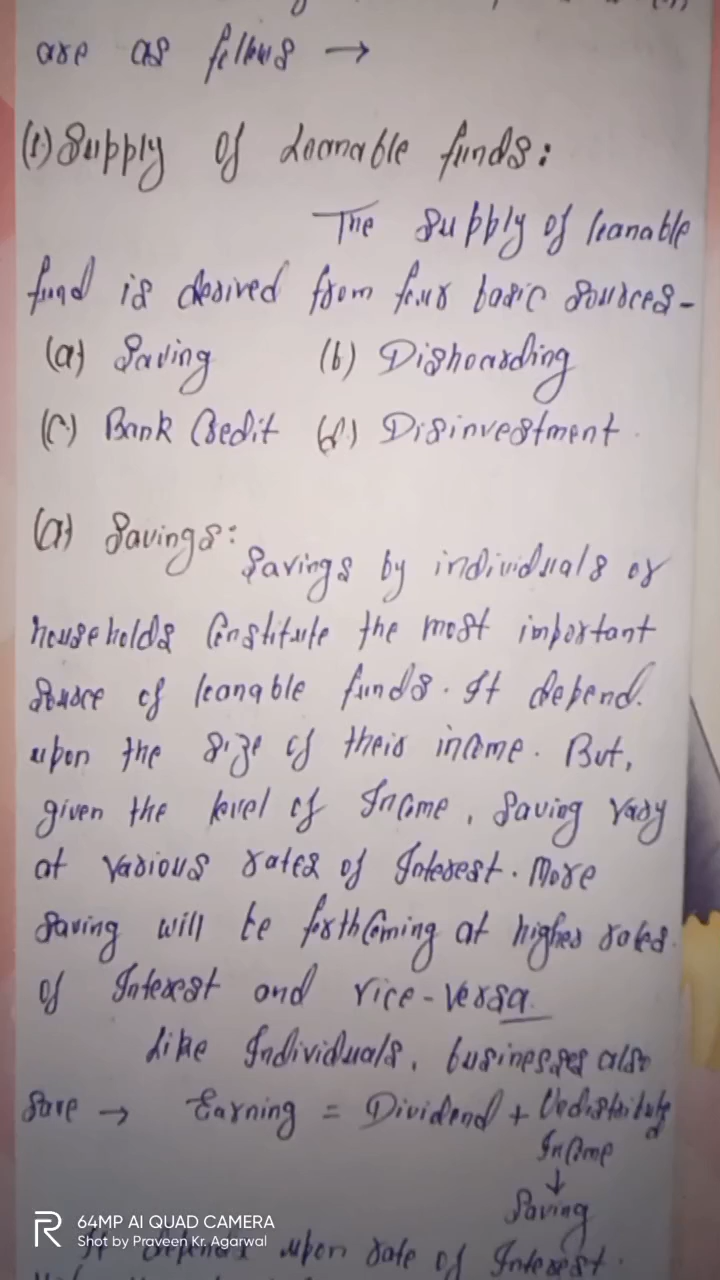 are as follows →
(1) Supply of Loanable funds:
The supply of loanable
fund is derived from four basic sources-
(a) Saving (b) Dishoarding
(c) Bank Credit (d) Disinvestment.
(a) Savings:
Savings by individuals or
households Constitute the most important
source of loanable funds. It depend.
upon the size of their income. But,
given the level of Income, Saving vary
at various rates of Interest. More
saving will be forthcoming at higher rates.
of Interest and vice-versa.
Like Individuals, businesses also
save → Earning = Dividend +
Income
↓
Saving
It depends upon rate of Interest.
64MP AI QUAD CAMERA
Shot by Praveen Kr. Agarwal